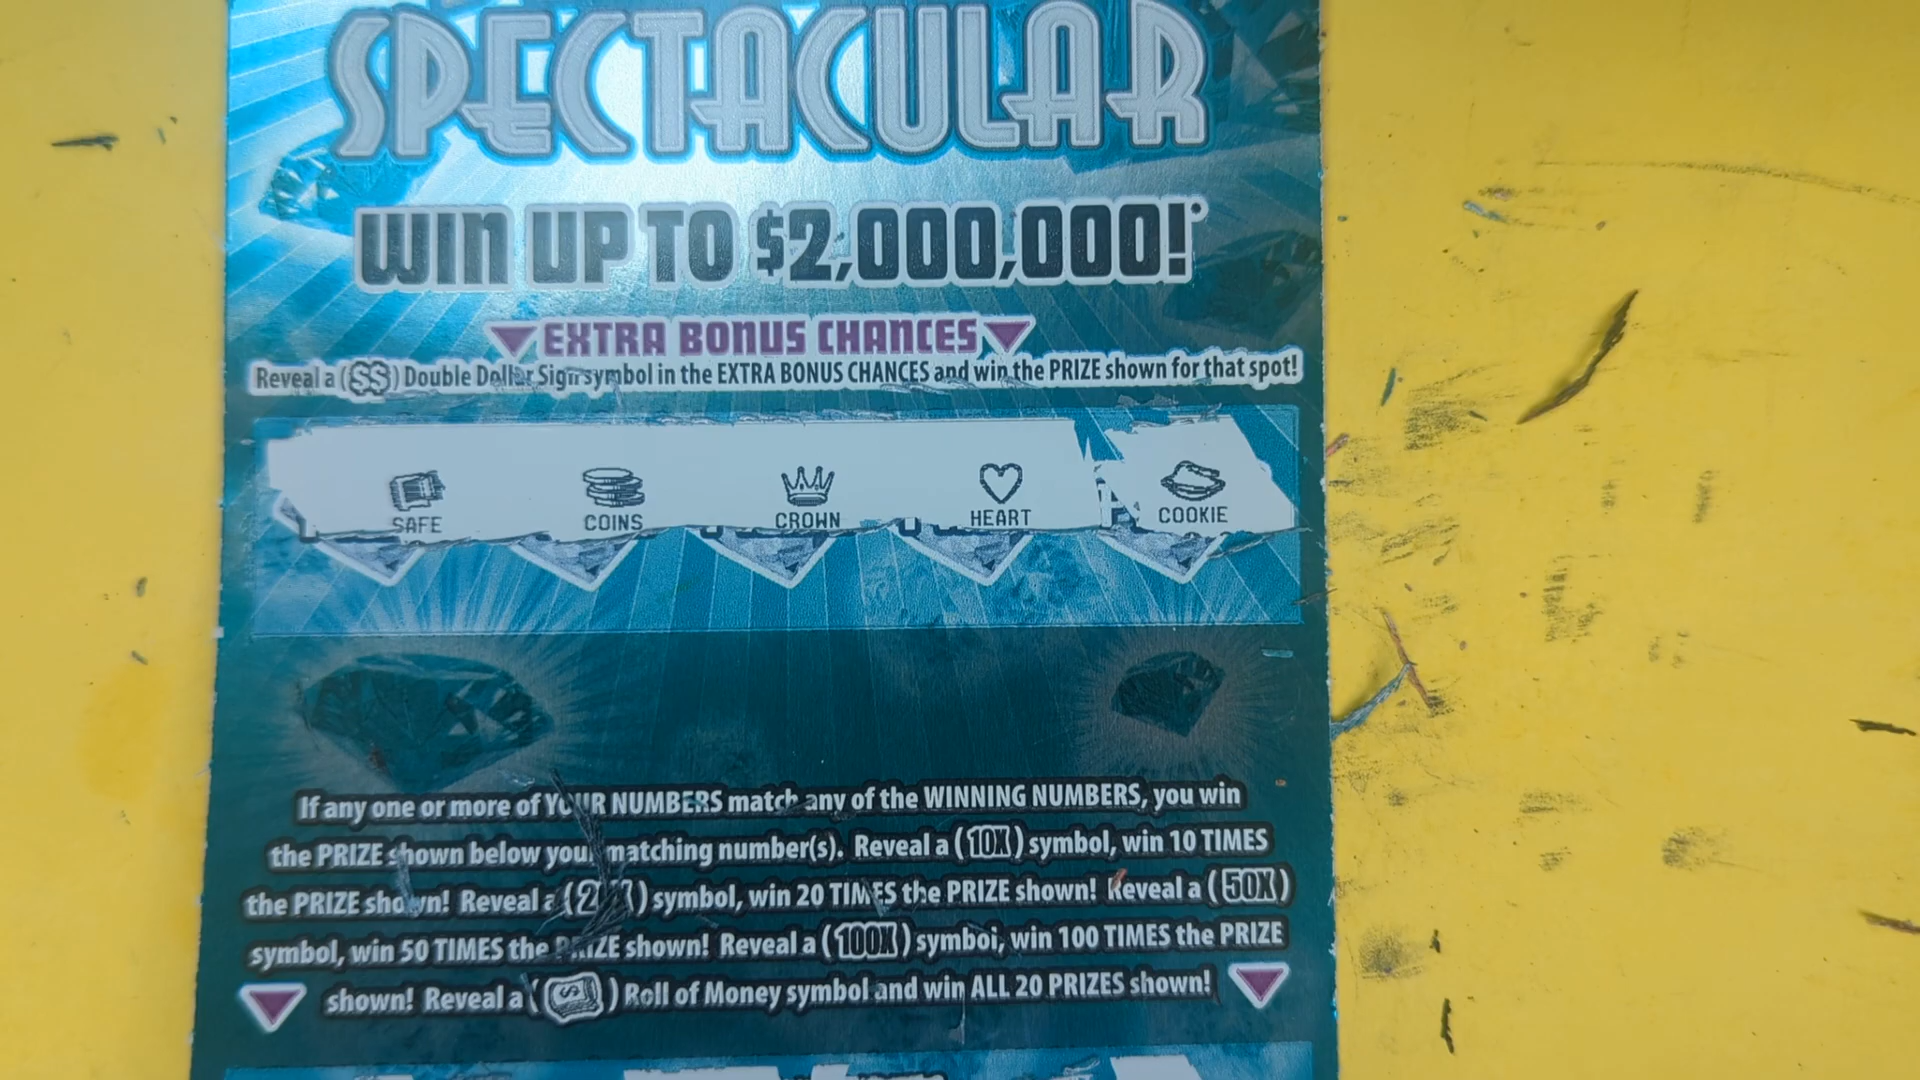 SPECTACULAR
WIN UP TO $2,000,000!*
EXTRA BONUS CHANCES
Reveal a ($$) Double Dollar Sign symbol in the EXTRA BONUS CHANCES and win the PRIZE shown for that spot!
SAFE COINS CROWN HEART COOKIE
If any one or more of YOUR NUMBERS match any of the WINNING NUMBERS, you win
the PRIZE shown below your matching number(s). Reveal a (10X) symbol, win 10 TIMES
the PRIZE shown! Reveal a (20X) symbol, win 20 TIMES the PRIZE shown! Reveal a (50X)
symbol, win 50 TIMES the PRIZE shown! Reveal a (100X) symbol, win 100 TIMES the PRIZE
shown! Reveal a ($) Roll of Money symbol and win ALL 20 PRIZES shown!